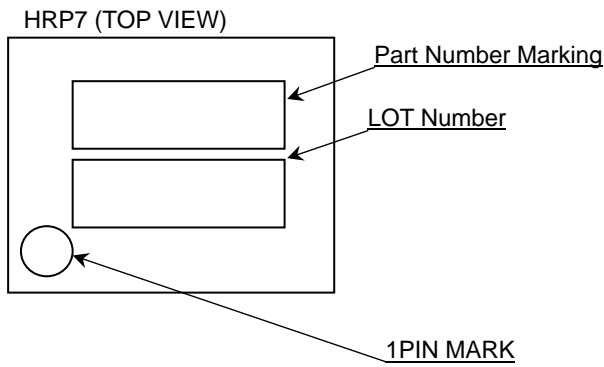 HRP7 (TOP VIEW)
Part Number Marking
LOT Number
1PIN MARK